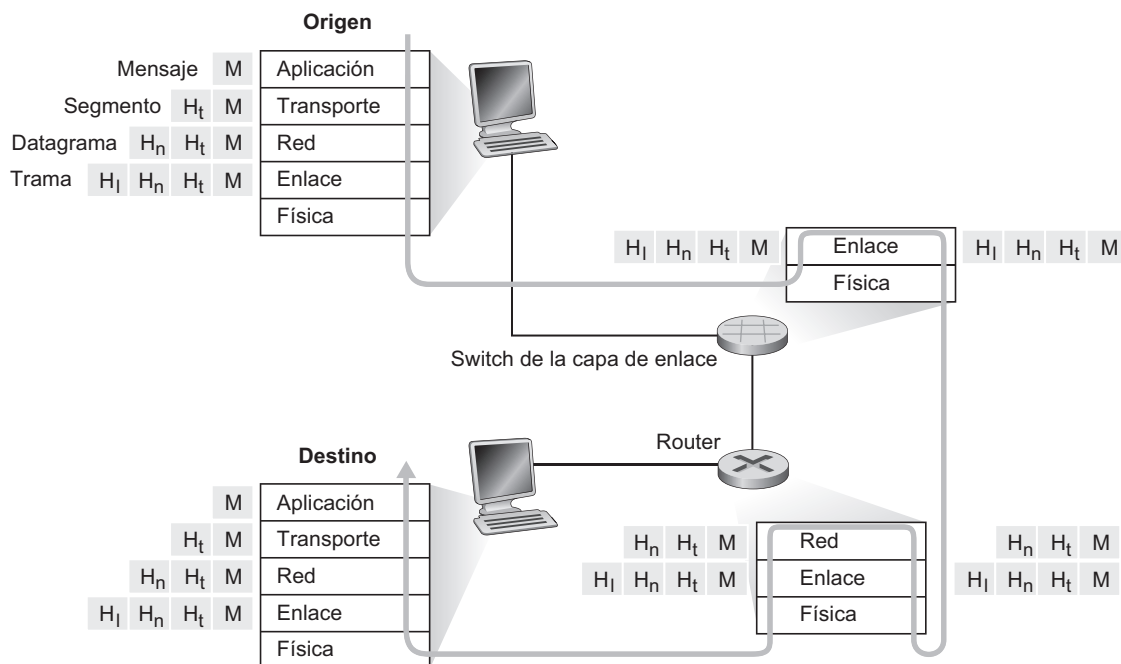 Origen
Mensaje M Aplicación
Segmento Ht M Transporte
Datagrama Hn Ht M Red
Trama Hl Hn Ht M Enlace
Física
Hl Hn Ht M Enlace Hl Hn Ht M
Física
Switch de la capa de enlace
Router
Destino
M Aplicación
Ht M Transporte
Hn Ht M Red
Hl Hn Ht M Enlace
Física
Hn Ht M Red Hn Ht M
Hl Hn Ht M Enlace Hl Hn Ht M
Física